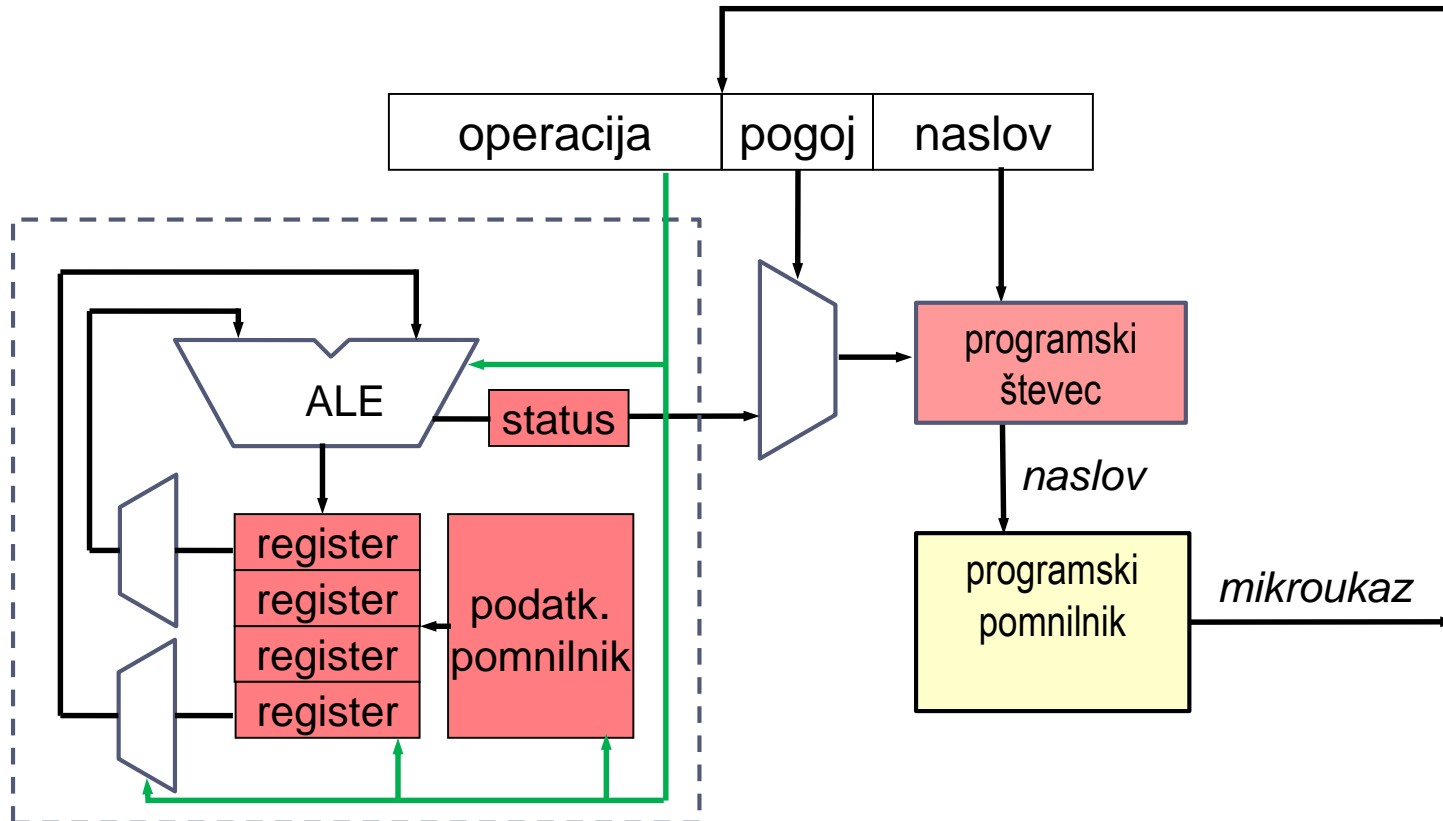 operacija
pogoj
naslov
programski
števec
ALE
status
naslov
register
register
register
register
podatk.
pomnilnik
programski
pomnilnik
mikroukaz